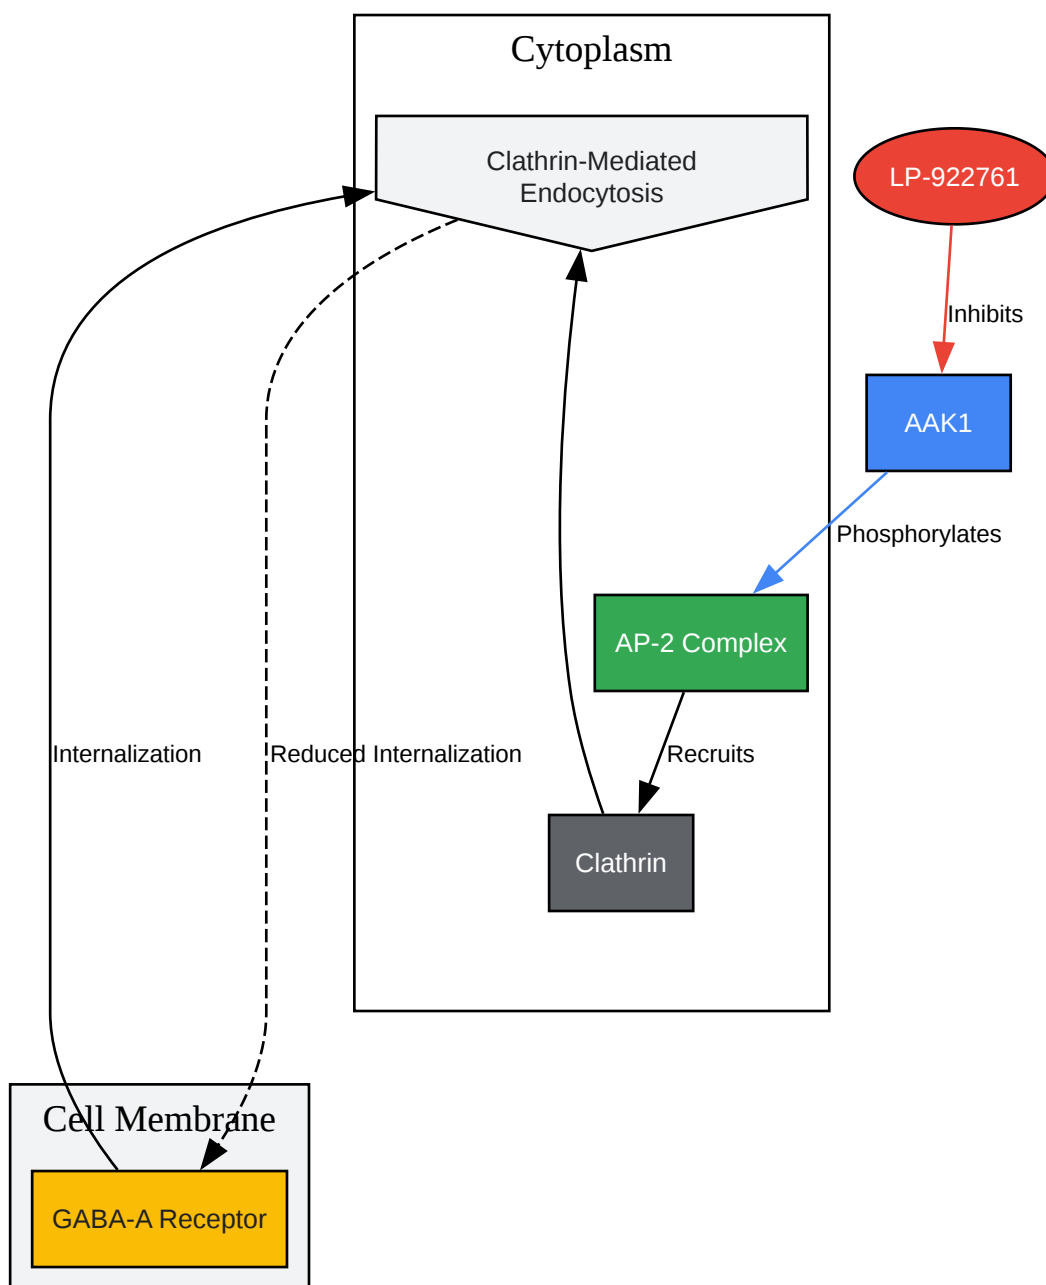 Cytoplasm
Clathrin-Mediated
Endocytosis
LP-922761
Inhibits
AAK1
Phosphorylates
AP-2 Complex
Internalization
Reduced Internalization
Recruits
Clathrin
Cell Membrane
GABA-A Receptor